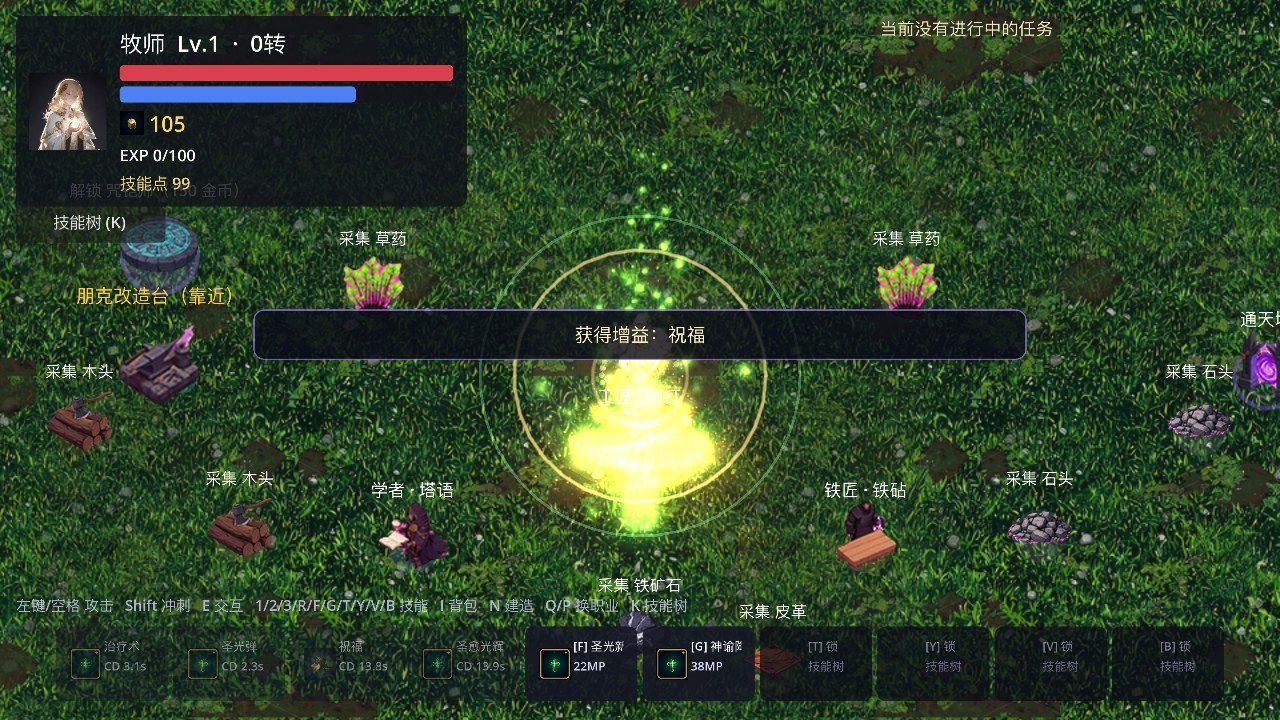 牧师 Lv.1 · 0转
当前没有进行中的任务
105
EXP 0/100
技能点 99
技能树 (K)
采集 草药
采集 草药
朋克改造台（靠近）
获得增益：祝福
采集 木头
采集 石头
采集 木头
学者·塔语
铁匠·铁砧
采集 石头
采集 铁矿石
左键/空格 攻击 Shift 冲刺 E 交互 1/2/3/R/F/G/T/Y/V/B 技能 I 背包 N 建造 Q/P 换职业 K 技能树
采集 皮革
治疗术
CD 3.1s
圣光弹
CD 2.3s
祝福
CD 13.8s
圣愈光辉
CD 13.9s
[F] 圣光新
22MP
[G] 神谕
38MP
[T] 锁
技能树
[Y] 锁
技能树
[V] 锁
技能树
[B] 锁
技能树